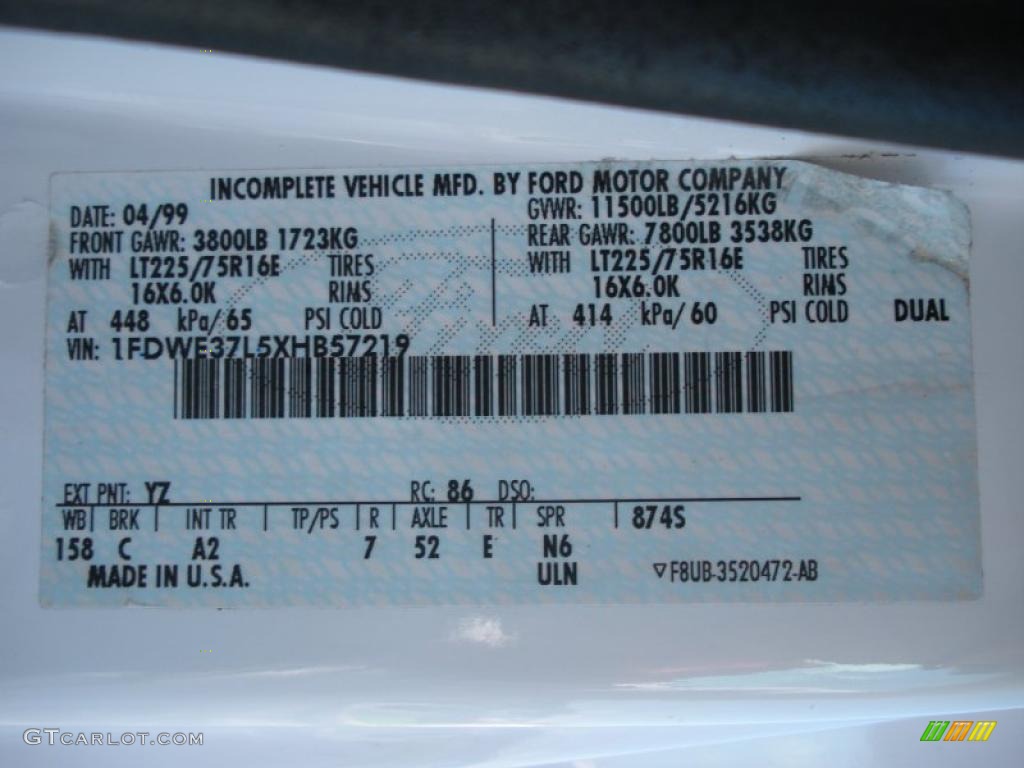 INCOMPLETE VEHICLE MFD. BY FORD MOTOR COMPANY
DATE: 04/99 GVWR: 11500LB/5216KG
FRONT GAWR: 3800LB 1723KG REAR GAWR: 7800LB 3538KG
WITH LT225/75R16E TIRES WITH LT225/75R16E TIRES
16X6.0K RIMS 16X6.0K RIMS
AT 448 kPa/65 PSI COLD AT 414 kPa/60 PSI COLD DUAL
VIN: 1FDWE37L5XHB57219
EXT PNT: YZ RC: 86 DSO:
WB BRK INT TR TP/PS R AXLE TR SPR 874S
158 C A2 7 52 E N6
MADE IN U.S.A. ULN F8UB-3520472-AB
GTCARLOT.COM